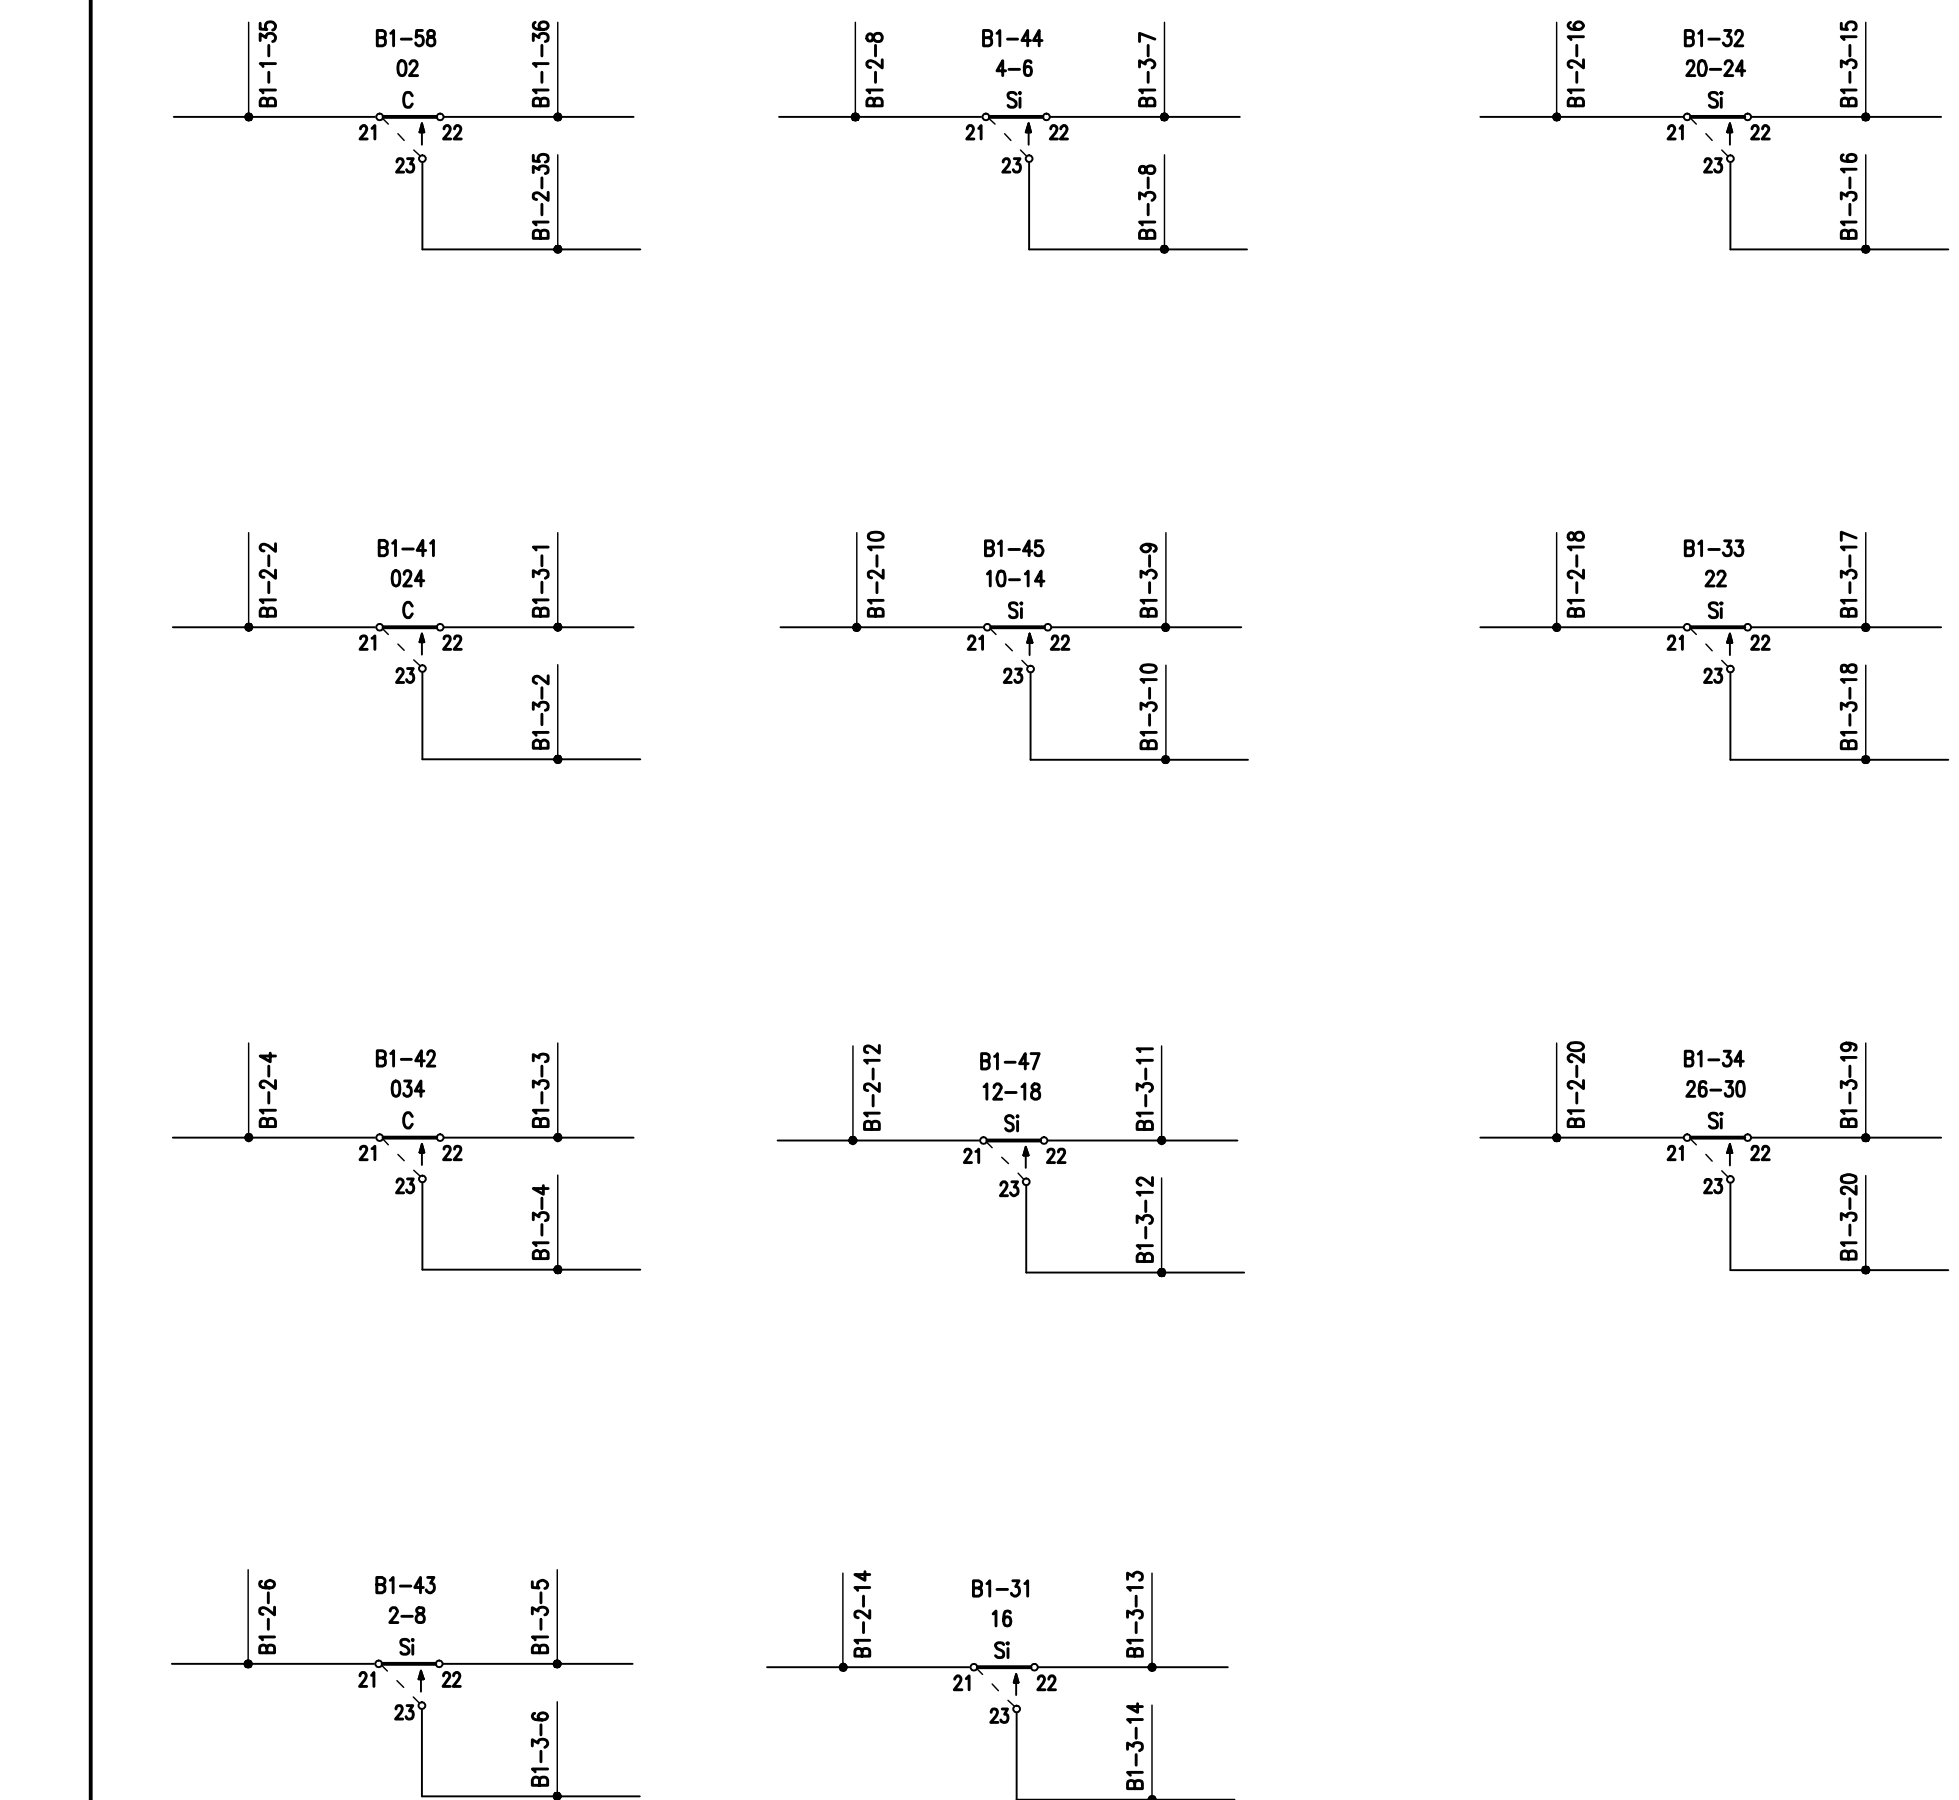 B1-1-35
B1-58
02
C
B1-1-36
21
22
23
B1-2-35
B1-2-8
B1-44
4-6
Si
B1-3-7
21
22
23
B1-3-8
B1-2-16
B1-32
20-24
Si
B1-3-15
21
22
23
B1-3-16
B1-2-2
B1-41
024
C
B1-3-1
21
22
23
B1-3-2
B1-2-10
B1-45
10-14
Si
B1-3-9
21
22
23
B1-3-10
B1-2-18
B1-33
22
Si
B1-3-17
21
22
23
B1-3-18
B1-2-4
B1-42
034
C
B1-3-3
21
22
23
B1-3-4
B1-2-12
B1-47
12-18
Si
B1-3-11
21
22
23
B1-3-12
B1-2-20
B1-34
26-30
Si
B1-3-19
21
22
23
B1-3-20
B1-2-6
B1-43
2-8
Si
B1-3-5
21
22
23
B1-3-6
B1-2-14
B1-31
16
Si
B1-3-13
21
22
23
B1-3-14